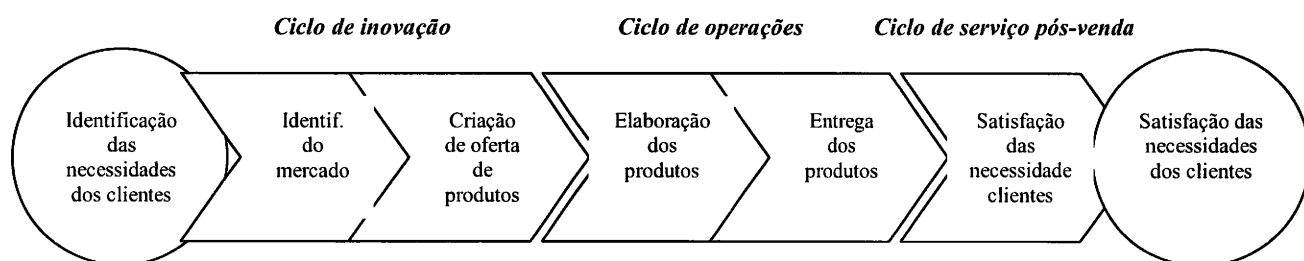 Ciclo de inovação
Ciclo de operações
Ciclo de serviço pós-venda
Identificação
das
necessidades
dos clientes
Identif.
do
mercado
Criação
de oferta
de
produtos
Elaboração
dos
produtos
Entrega
dos
produtos
Satisfação
das
necessidade
clientes
Satisfação das
necessidades
dos clientes